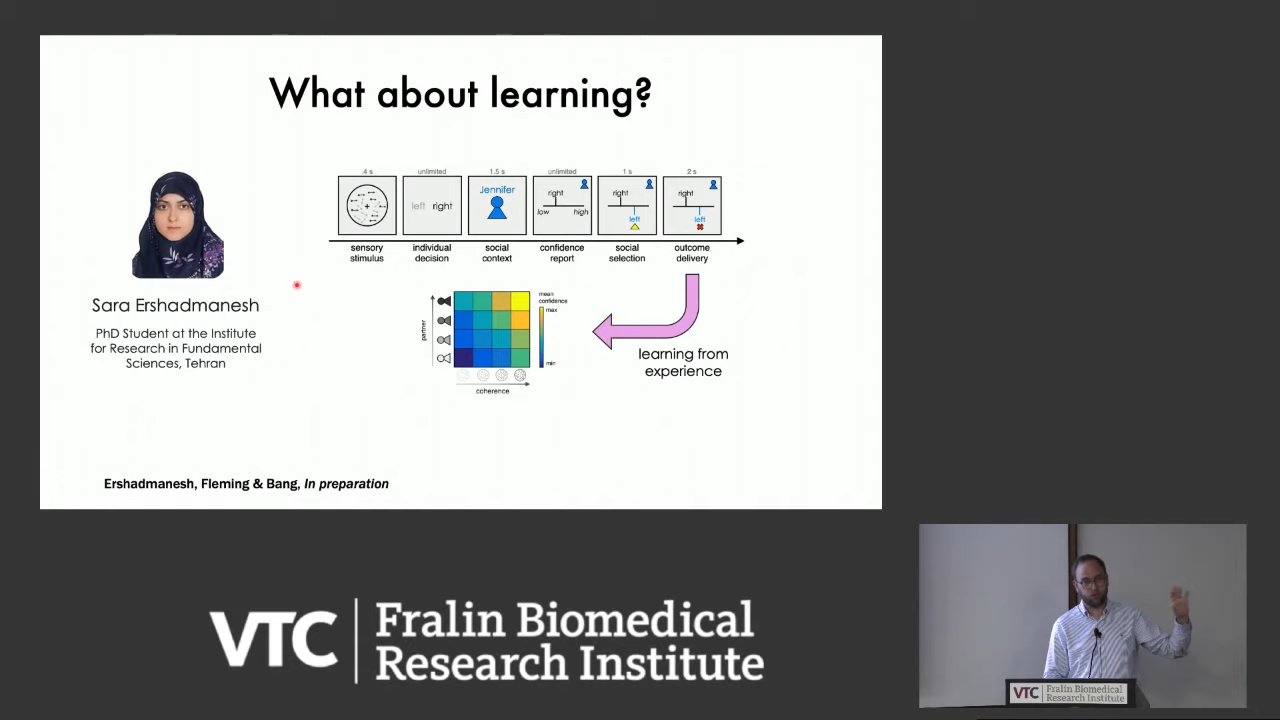 What about learning?
.4 s
unlimited
1.5 s
unlimited
1 s
2 s
left right
Jennifer
right
low high
right
left
right
left
sensory stimulus
individual decision
social context
confidence report
social selection
outcome delivery
Sara Ershadmanesh
PhD Student at the Institute
for Research in Fundamental
Sciences, Tehran
partner
coherence
mean
confidence
max
min
learning from
experience
Ershadmanesh, Fleming & Bang, In preparation
VTC
Fralin Biomedical
Research Institute
VTC
Fralin Biomedical
Research Institute